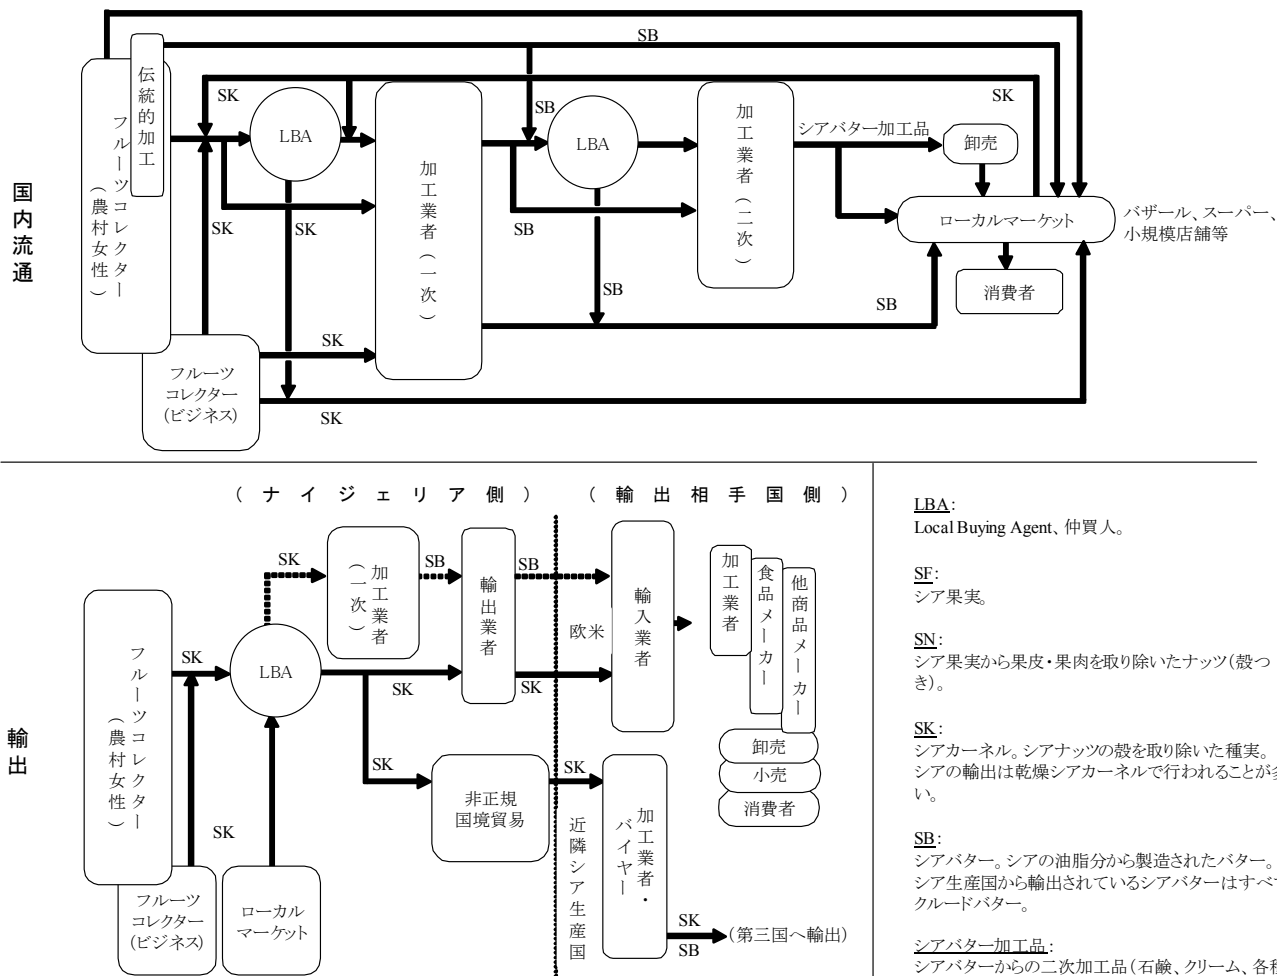 国内流通
伝統的加工
フルーツコレクター
(農村女性)
フルーツ
コレクター
(ビジネス)
SK
LBA
SK
SK
SK
SK
加工業者(一次)
SB
SB
SB
LBA
SB
加工業者(二次)
シアバター加工品
SB
SK
卸売
ローカルマーケット
消費者
バザール、スーパー、
小規模店舗等
輸出
(ナイジェリア側)
(輸出相手国側)
フルーツコレクター
(農村女性)
フルーツ
コレクター
(ビジネス)
SK
SK
LBA
ローカル
マーケット
SK
加工業者
(一次)
SB
輸出業者
SB
SK
SK
SK
非正規
国境貿易
SK
欧米
輸入業者
加工業者
食品メーカー
他商品メーカー
卸売
小売
消費者
近隣シア生産国
加工業者・
バイヤー
SK
SB
(第三国へ輸出)
LBA:
Local Buying Agent、仲買人。
SF:
シア果実。
SN:
シア果実から果皮・果肉を取り除いたナッツ(殻つ
き)。
SK:
シアカーネル。シアナッツの殻を取り除いた種実。
シアの輸出は乾燥シアカーネルで行われることが多
い。
SB:
シアバター。シアの油脂分から製造されたバター。
シア生産国から輸出されているシアバターはすべて
クルードバター。
シアバター加工品:
シアバターからの二次加工品(石鹸、クリーム、各種